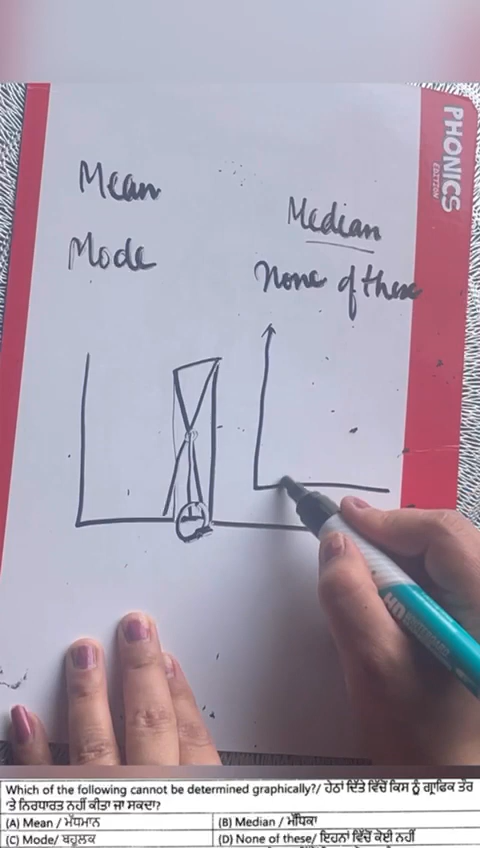 PHONICS
EDITION
Mean
Median
Mode
None of these
Which of the following cannot be determined graphically?/ ਹੇਠਾਂ ਦਿੱਤੇ ਵਿੱਚੋਂ ਕਿਸ ਨੂੰ ਗ੍ਰਾਫਿਕ ਤੌਰ
'ਤੇ ਨਿਰਧਾਰਤ ਨਹੀਂ ਕੀਤਾ ਜਾ ਸਕਦਾ?
(A) Mean / ਮੱਧਮਾਨ
(B) Median / ਮੱਧਿਕਾ
(C) Mode/ ਬਹੁਲਕ
(D) None of these/ ਇਹਨਾਂ ਵਿੱਚੋਂ ਕੋਈ ਨਹੀਂ